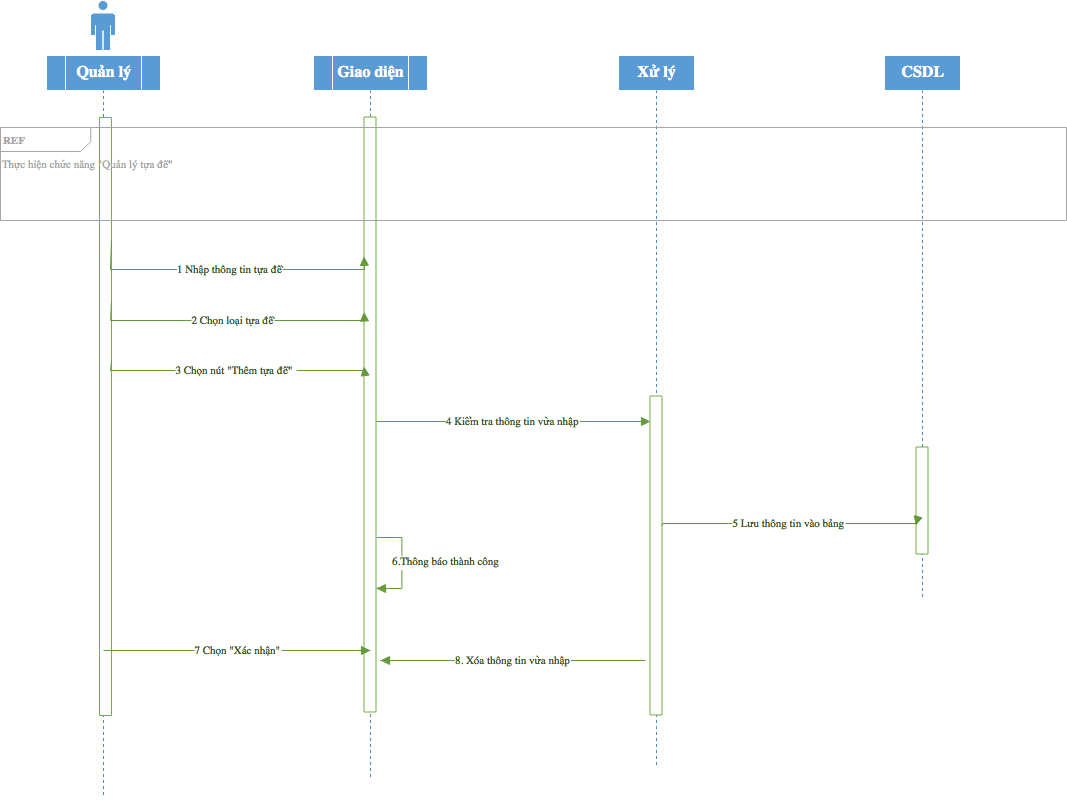 Quản lý
Giao diện
Xử lý
CSDL
REF
Thực hiện chức năng "Quản lý tựa đề"
1 Nhập thông tin tựa đề
2 Chọn loại tựa đề
3 Chọn nút "Thêm tựa đề"
4 Kiểm tra thông tin vừa nhập
5 Lưu thông tin vào bảng
6.Thông báo thành công
7 Chọn "Xác nhận"
8. Xóa thông tin vừa nhập